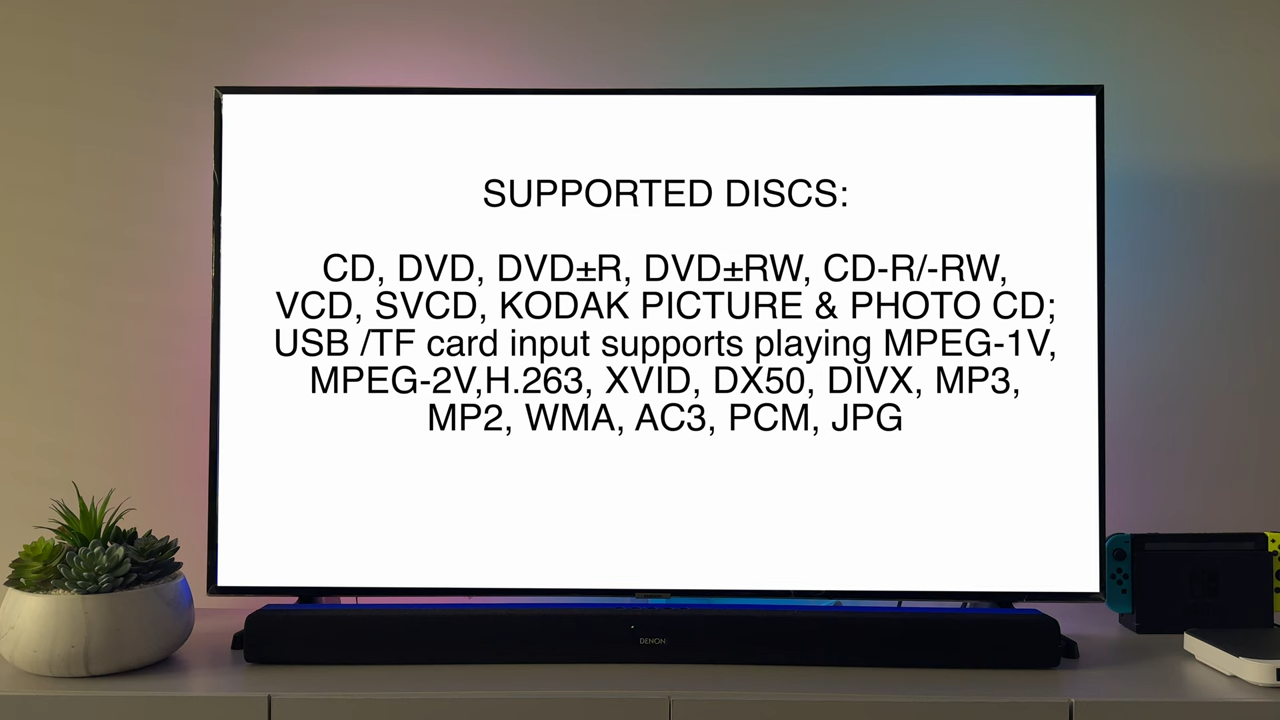 SUPPORTED DISCS:
CD, DVD, DVD±R, DVD±RW, CD-R/-RW,
VCD, SVCD, KODAK PICTURE & PHOTO CD;
USB /TF card input supports playing MPEG-1V,
MPEG-2V,H.263, XVID, DX50, DIVX, MP3,
MP2, WMA, AC3, PCM, JPG
DENON